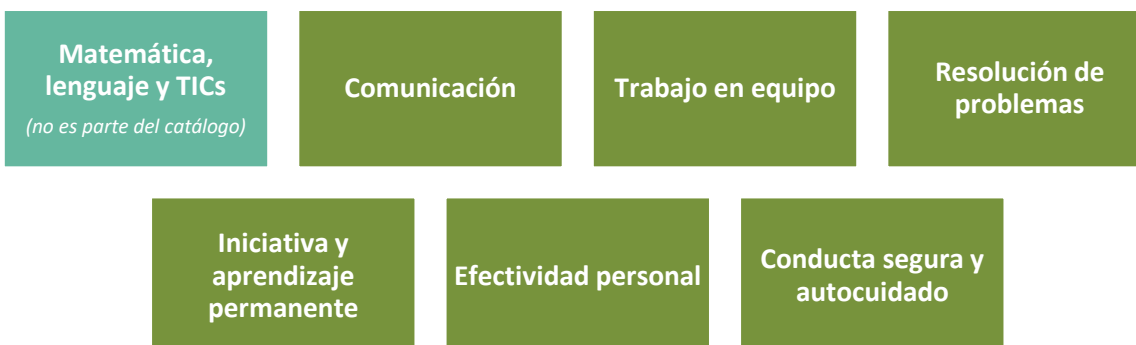 Matemática,
lenguaje y TICs
(no es parte del catálogo)
Comunicación
Trabajo en equipo
Resolución de
problemas
Iniciativa y
aprendizaje
permanente
Efectividad personal
Conducta segura y
autocuidado